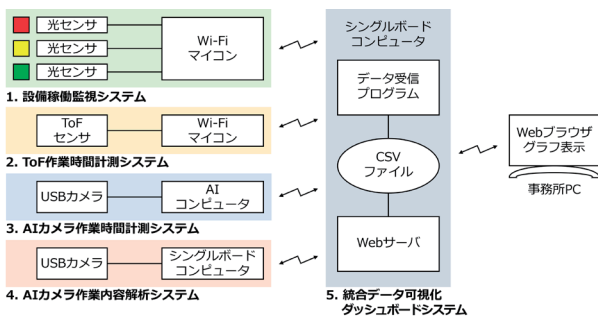 光センサ
光センサ
光センサ
Wi-Fi
マイコン
1. 設備稼働監視システム
ToF
センサ
Wi-Fi
マイコン
2. ToF作業時間計測システム
USBカメラ
AI
コンピュータ
3. AIカメラ作業時間計測システム
USBカメラ
シングルボード
コンピュータ
4. AIカメラ作業内容解析システム
シングルボード
コンピュータ
データ受信
プログラム
CSV
ファイル
Webサーバ
5. 統合データ可視化
ダッシュボードシステム
Webブラウザ
グラフ表示
事務所PC